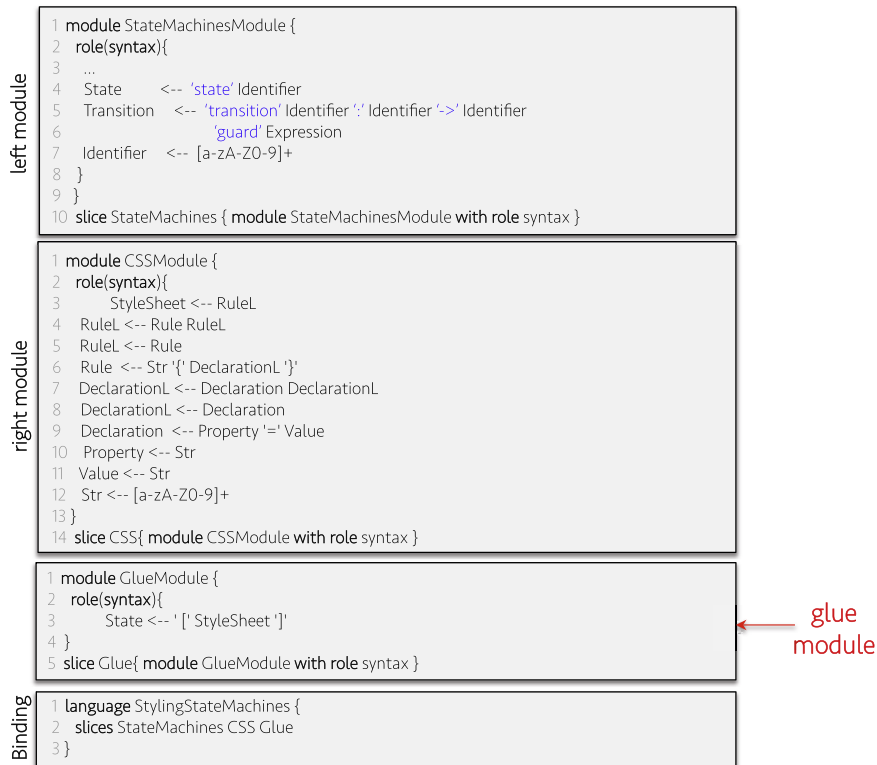 left module
1 module StateMachinesModule {
2 role(syntax){
3 ...
4 State <-- ‘state’ Identifier
5 Transition <-- ‘transition’ Identifier ‘:’ Identifier ‘->’ Identifier
6 ‘guard’ Expression
7 Identifier <-- [a-zA-Z0-9]+
8 }
9 }
10 slice StateMachines { module StateMachinesModule with role syntax }
right module
1 module CSSModule {
2 role(syntax){
3 StyleSheet <-- RuleL
4 RuleL <-- Rule RuleL
5 RuleL <-- Rule
6 Rule <-- Str '{' DeclarationL '}'
7 DeclarationL <-- Declaration DeclarationL
8 DeclarationL <-- Declaration
9 Declaration <-- Property '=' Value
10 Property <-- Str
11 Value <-- Str
12 Str <-- [a-zA-Z0-9]+
13 }
14 slice CSS{ module CSSModule with role syntax }
1 module GlueModule {
2 role(syntax){
3 State <-- ' [' StyleSheet ']'
4 }
5 slice Glue{ module GlueModule with role syntax }
glue
module
Binding
1 language StylingStateMachines {
2 slices StateMachines CSS Glue
3 }